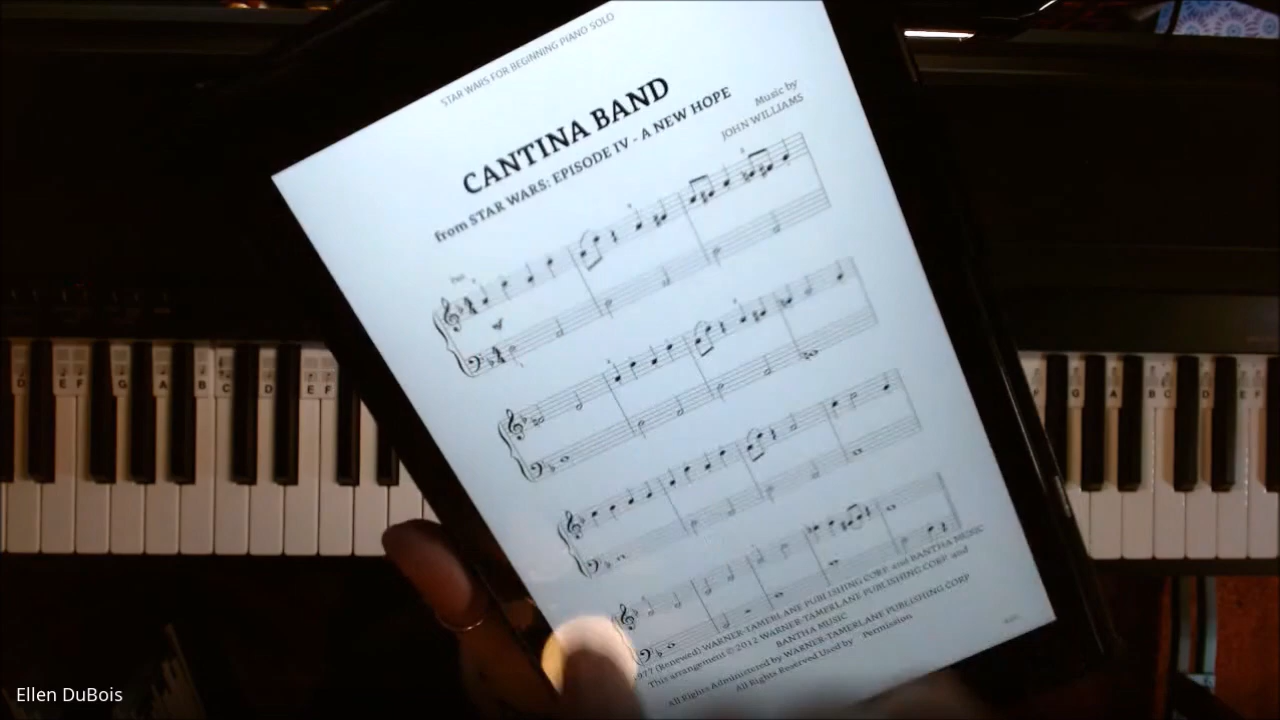 STAR WARS FOR BEGINNING PIANO SOLO
CANTINA BAND
from STAR WARS: EPISODE IV - A NEW HOPE
Music by
JOHN WILLIAMS
1977 (Renewed) WARNER-TAMERLANE PUBLISHING CORP. and BANTHA MUSIC
This arrangement © 2012 WARNER-TAMERLANE PUBLISHING CORP. and
BANTHA MUSIC
All Rights Administered by WARNER-TAMERLANE PUBLISHING CORP
All Rights Reserved Used by Permission
D E F G A B C D E F
F G A B C D E F
Ellen DuBois